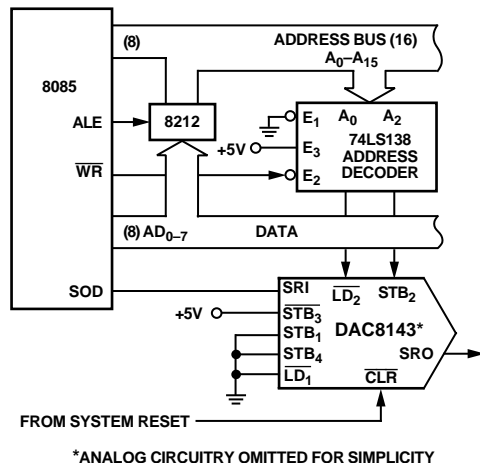 (8)
ADDRESS BUS (16)
A0–A15
8085
ALE
8212
E1
A0
A2
+5V
E3
74LS138
ADDRESS
DECODER
WR
E2
(8) AD0–7
DATA
SOD
SRI
LD2
STB2
+5V
STB3
STB1
DAC8143*
STB4
SRO
LD1
CLR
FROM SYSTEM RESET
*ANALOG CIRCUITRY OMITTED FOR SIMPLICITY